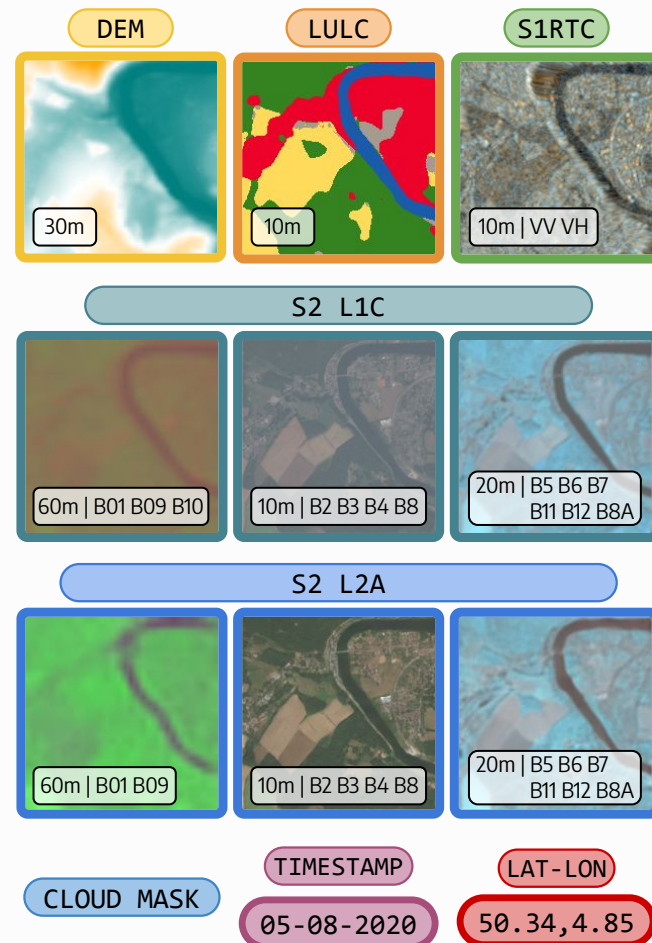 DEM
LULC
S1RTC
30m
10m
10m | VV VH
S2 L1C
60m | B01 B09 B10
10m | B2 B3 B4 B8
20m | B5 B6 B7
B11 B12 B8A
S2 L2A
60m | B01 B09
10m | B2 B3 B4 B8
20m | B5 B6 B7
B11 B12 B8A
CLOUD MASK
TIMESTAMP
05-08-2020
LAT-LON
50.34,4.85